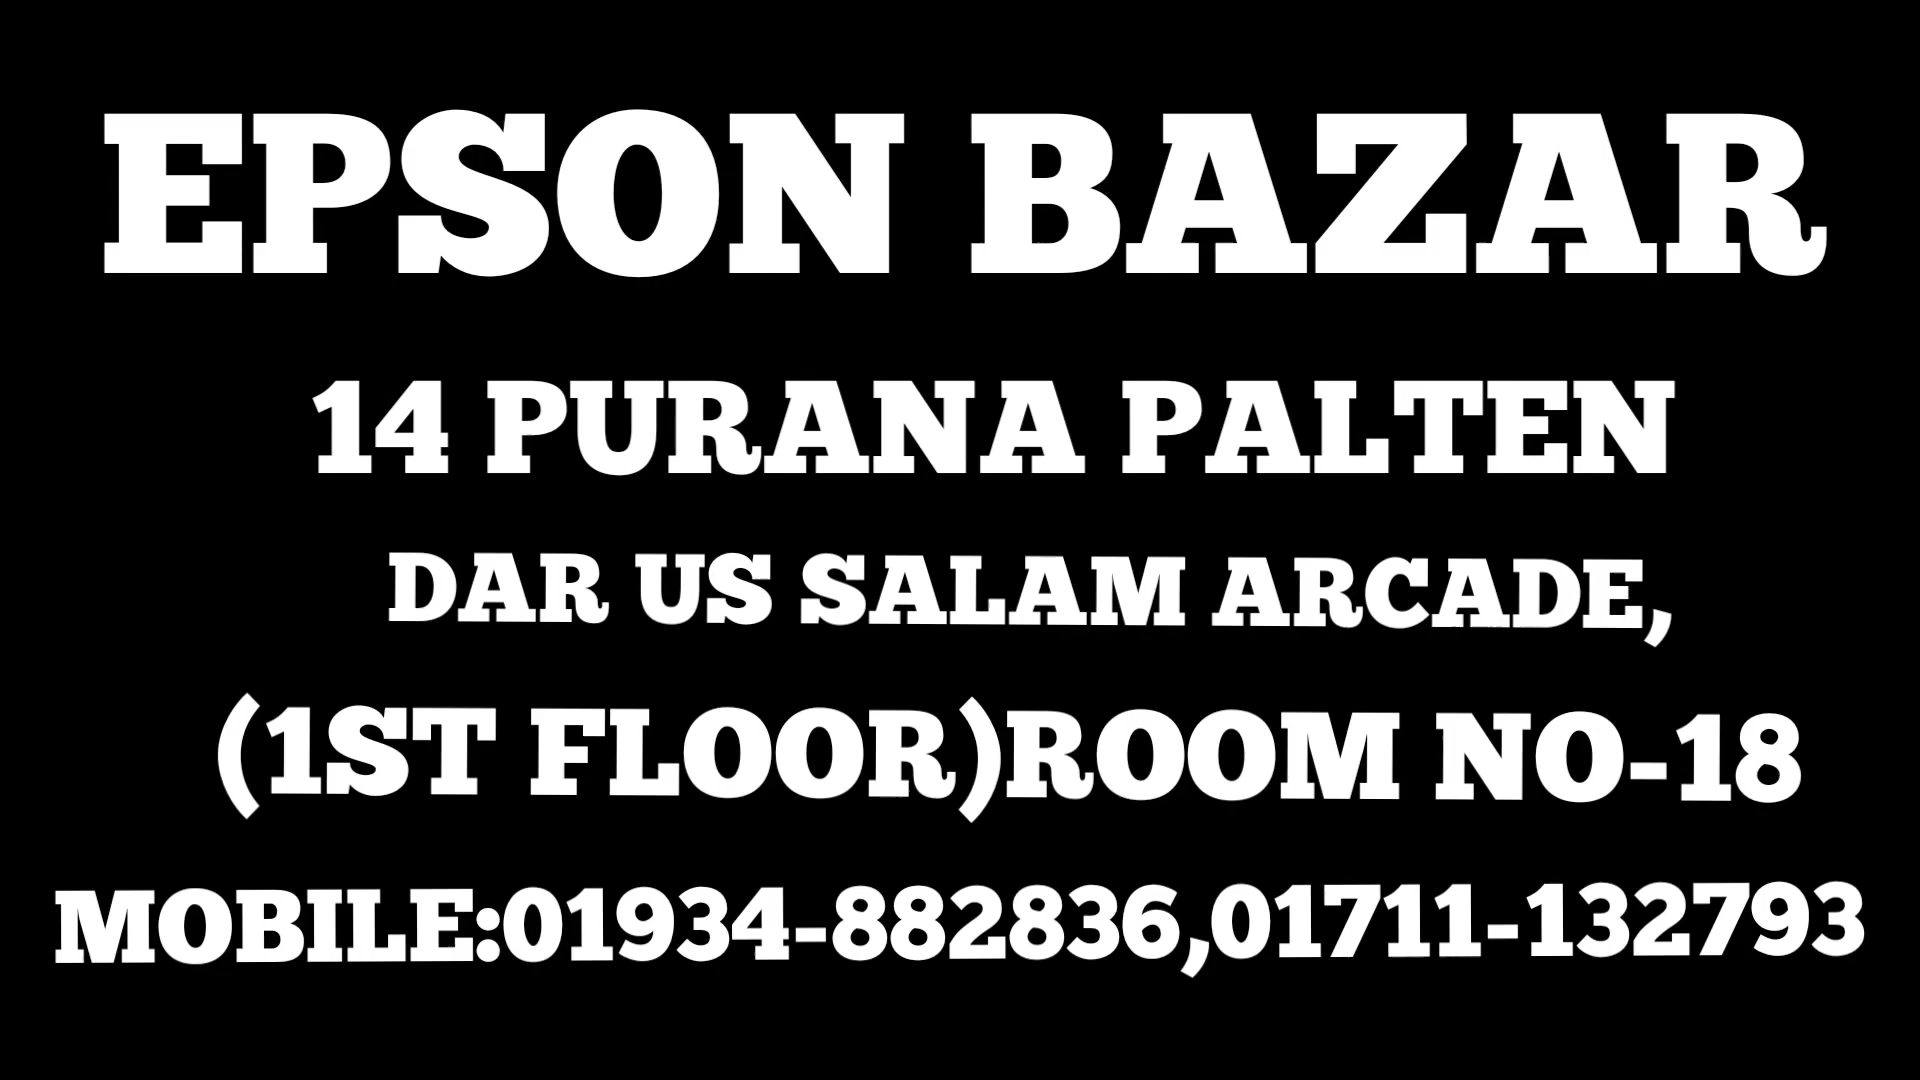 EPSON BAZAR
14 PURANA PALTEN
DAR US SALAM ARCADE,
(1ST FLOOR)ROOM NO-18
MOBILE:01934-882836,01711-132793